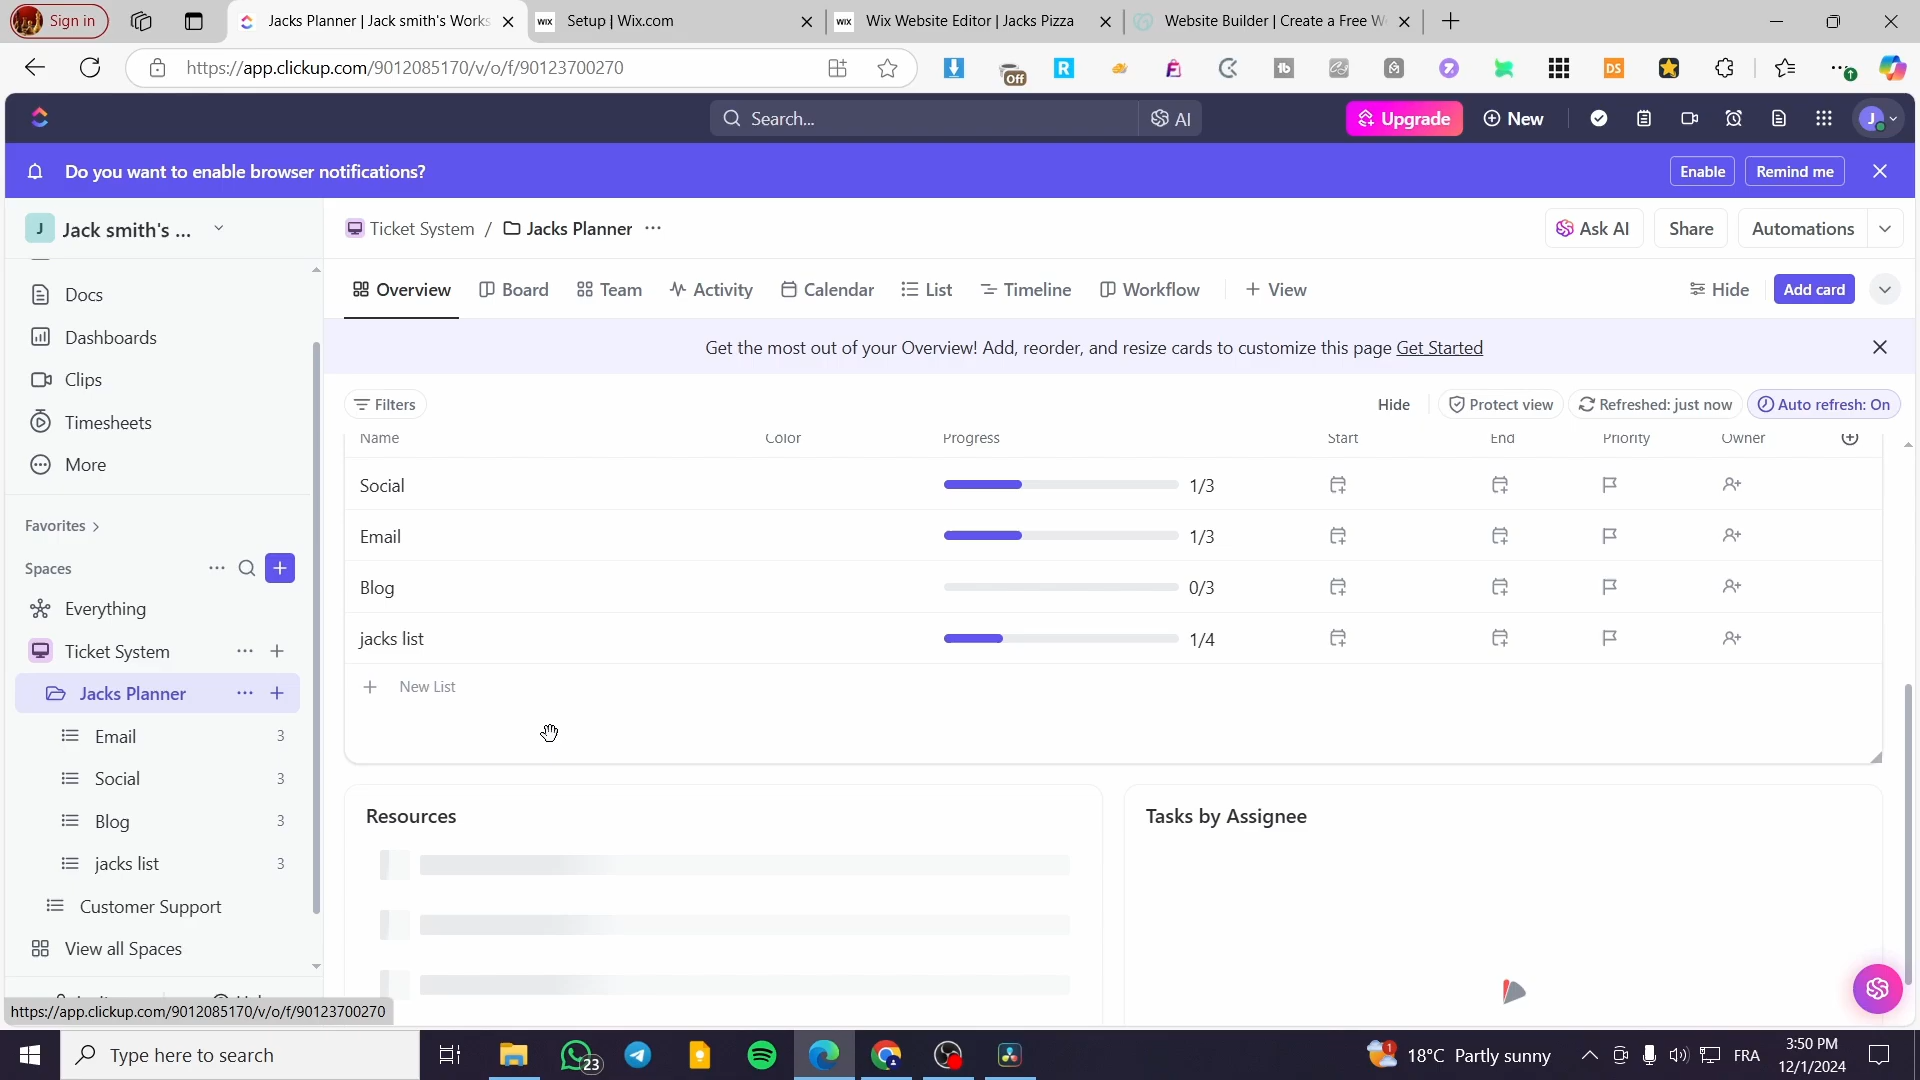 Sign in
Jacks Planner | Jack smith's Works
Setup | Wix.com
Wix Website Editor | Jacks Pizza
Website Builder | Create a Free W
https://app.clickup.com/9012085170/v/o/f/90123700270
Off
Search...
AI
Upgrade
New
J
Do you want to enable browser notifications?
Enable
Remind me
J
Jack smith's ...
Ticket System / Jacks Planner
Ask AI
Share
Automations
Docs
Dashboards
Clips
Timesheets
More
Favorites
Spaces
Everything
Ticket System
Jacks Planner
Email 3
Social 3
Blog 3
jacks list 3
Customer Support
View all Spaces
https://app.clickup.com/9012085170/v/o/f/90123700270
Overview
Board
Team
Activity
Calendar
List
Timeline
Workflow
View
Hide
Add card
Get the most out of your Overview! Add, reorder, and resize cards to customize this page Get Started
Filters
Hide
Protect view
Refreshed: just now
Auto refresh: On
Name Color Progress Start End Priority Owner
Social 1/3
Email 1/3
Blog 0/3
jacks list 1/4
New List
Resources
Tasks by Assignee
Type here to search
23
1
18°C Partly sunny
FRA
3:50 PM
12/1/2024